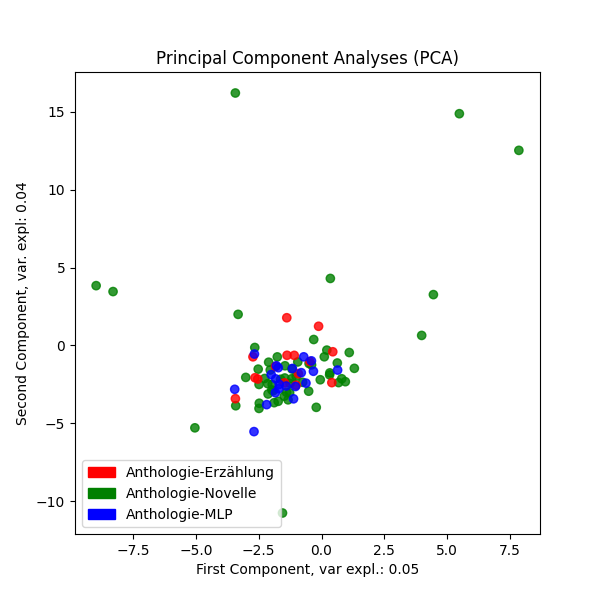 Principal Component Analyses (PCA)
15
10
5
0
−5
−10
Second Component, var. expl: 0.04
Anthologie-Erzählung
Anthologie-Novelle
Anthologie-MLP
−7.5 −5.0 −2.5 0.0 2.5 5.0 7.5
First Component, var expl.: 0.05